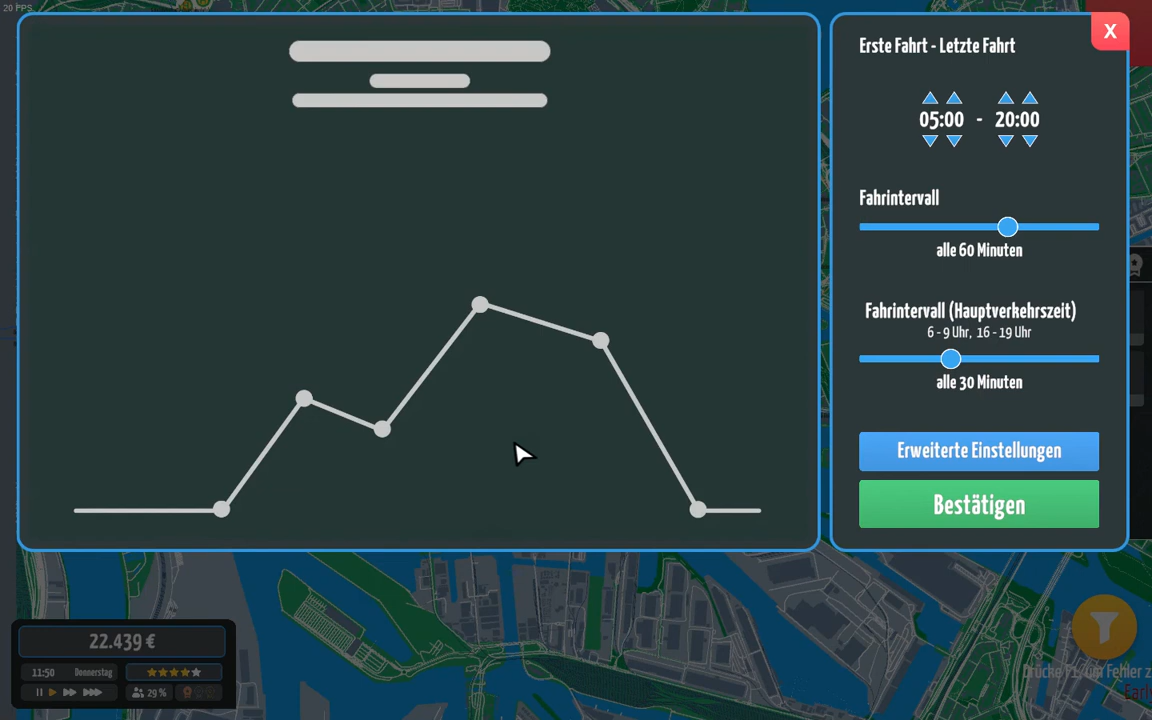 20 FPS
Erste Fahrt - Letzte Fahrt
X
05:00 - 20:00
Fahrintervall
alle 60 Minuten
Fahrintervall (Hauptverkehrszeit)
6 - 9 Uhr, 16 - 19 Uhr
alle 30 Minuten
Erweiterte Einstellungen
Bestätigen
22.439 €
11:50 Donnerstag
29 %
Drücke F1, um Fehler z
Early